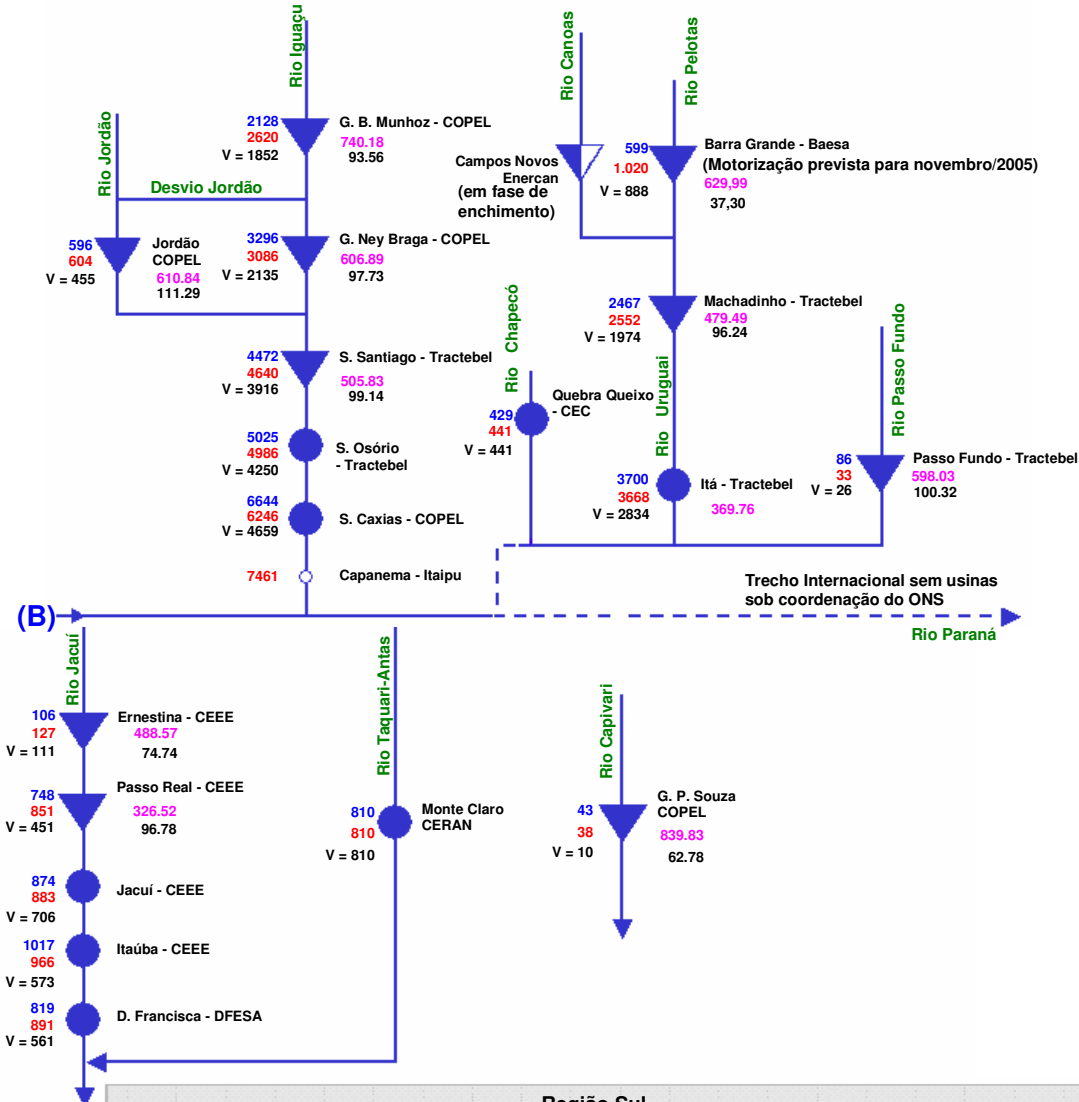 Rio Iguaçu
Rio Canoas
Rio Pelotas
Rio Jordão
2128
2620
V = 1852
G. B. Munhoz - COPEL
740.18
93.56
Campos Novos
Enercan
(em fase de
enchimento)
599
1.020
V = 888
Barra Grande - Baesa
(Motorização prevista para novembro/2005)
629,99
37,30
Desvio Jordão
596
604
V = 455
Jordão
COPEL
610.84
111.29
3296
3086
V = 2135
G. Ney Braga - COPEL
606.89
97.73
2467
2552
V = 1974
Machadinho - Tractebel
479.49
96.24
4472
4640
V = 3916
S. Santiago - Tractebel
505.83
99.14
Rio Chapecó
Rio Uruguai
Rio Passo Fundo
429
441
V = 441
Quebra Queixo
- CEC
5025
4986
V = 4250
S. Osório
- Tractebel
3700
3668
V = 2834
Itá - Tractebel
369.76
86
33
V = 26
Passo Fundo - Tractebel
598.03
100.32
6644
6246
V = 4659
S. Caxias - COPEL
7461
Capanema - Itaipu
Trecho Internacional sem usinas
sob coordenação do ONS
(B)
Rio Paraná
Rio Jacuí
Rio Taquari-Antas
Rio Capivari
106
127
V = 111
Ernestina - CEEE
488.57
74.74
748
851
V = 451
Passo Real - CEEE
326.52
96.78
810
810
V = 810
Monte Claro
CERAN
43
38
V = 10
G. P. Souza
COPEL
839.83
62.78
874
883
V = 706
Jacuí - CEEE
1017
966
V = 573
Itaúba - CEEE
819
891
V = 561
D. Francisca - DFESA
Região Sul